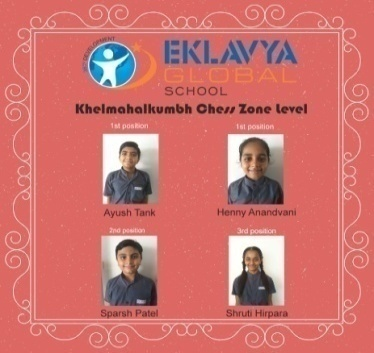 EKLAVYA
GLOBAL
SCHOOL
Khelmahalkumbh Chess Zone Level
1st position
1st position
Ayush Tank
Henny Anandvani
2nd position
3rd position
Sparsh Patel
Shruti Hirpara